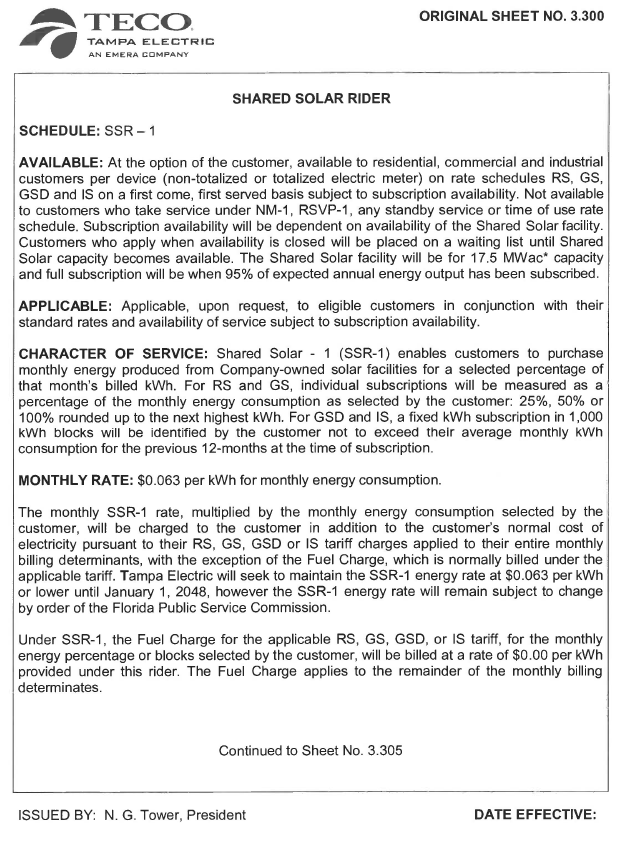 TECO.
TAMPA ELECTRIC
AN EMERA COMPANY
ORIGINAL SHEET NO. 3.300
SHARED SOLAR RIDER
SCHEDULE: SSR – 1
AVAILABLE: At the option of the customer, available to residential, commercial and industrial
customers per device (non-totalized or totalized electric meter) on rate schedules RS, GS,
GSD and IS on a first come, first served basis subject to subscription availability. Not available
to customers who take service under NM-1, RSVP-1, any standby service or time of use rate
schedule. Subscription availability will be dependent on availability of the Shared Solar facility.
Customers who apply when availability is closed will be placed on a waiting list until Shared
Solar capacity becomes available. The Shared Solar facility will be for 17.5 MWac* capacity
and full subscription will be when 95% of expected annual energy output has been subscribed.
APPLICABLE: Applicable, upon request, to eligible customers in conjunction with their
standard rates and availability of service subject to subscription availability.
CHARACTER OF SERVICE: Shared Solar - 1 (SSR-1) enables customers to purchase
monthly energy produced from Company-owned solar facilities for a selected percentage of
that month's billed kWh. For RS and GS, individual subscriptions will be measured as a
percentage of the monthly energy consumption as selected by the customer: 25%, 50% or
100% rounded up to the next highest kWh. For GSD and IS, a fixed kWh subscription in 1,000
kWh blocks will be identified by the customer not to exceed their average monthly kWh
consumption for the previous 12-months at the time of subscription.
MONTHLY RATE: $0.063 per kWh for monthly energy consumption.
The monthly SSR-1 rate, multiplied by the monthly energy consumption selected by the
customer, will be charged to the customer in addition to the customer's normal cost of
electricity pursuant to their RS, GS, GSD or IS tariff charges applied to their entire monthly
billing determinants, with the exception of the Fuel Charge, which is normally billed under the
applicable tariff. Tampa Electric will seek to maintain the SSR-1 energy rate at $0.063 per kWh
or lower until January 1, 2048, however the SSR-1 energy rate will remain subject to change
by order of the Florida Public Service Commission.
Under SSR-1, the Fuel Charge for the applicable RS, GS, GSD, or IS tariff, for the monthly
energy percentage or blocks selected by the customer, will be billed at a rate of $0.00 per kWh
provided under this rider. The Fuel Charge applies to the remainder of the monthly billing
determinates.
Continued to Sheet No. 3.305
ISSUED BY: N. G. Tower, President
DATE EFFECTIVE: